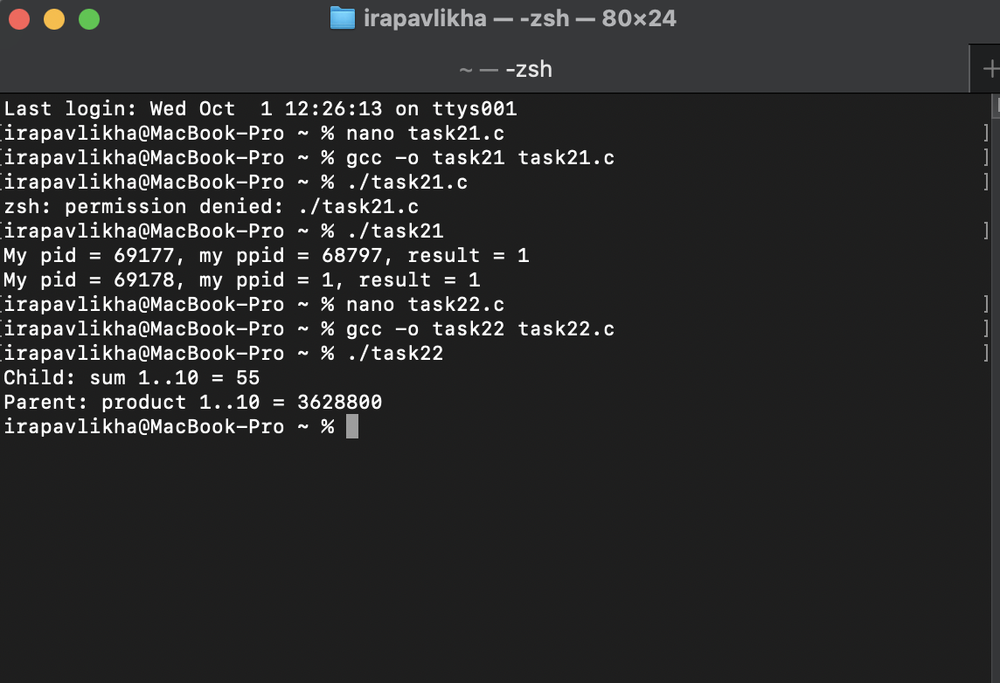 irapavlikha — -zsh — 80×24
~ — -zsh
Last login: Wed Oct  1 12:26:13 on ttys001
[irapavlikha@MacBook-Pro ~ % nano task21.c ]
[irapavlikha@MacBook-Pro ~ % gcc -o task21 task21.c ]
[irapavlikha@MacBook-Pro ~ % ./task21.c ]
zsh: permission denied: ./task21.c
[irapavlikha@MacBook-Pro ~ % ./task21 ]
My pid = 69177, my ppid = 68797, result = 1
My pid = 69178, my ppid = 1, result = 1
[irapavlikha@MacBook-Pro ~ % nano task22.c ]
[irapavlikha@MacBook-Pro ~ % gcc -o task22 task22.c ]
[irapavlikha@MacBook-Pro ~ % ./task22 ]
Child: sum 1..10 = 55
Parent: product 1..10 = 3628800
irapavlikha@MacBook-Pro ~ %